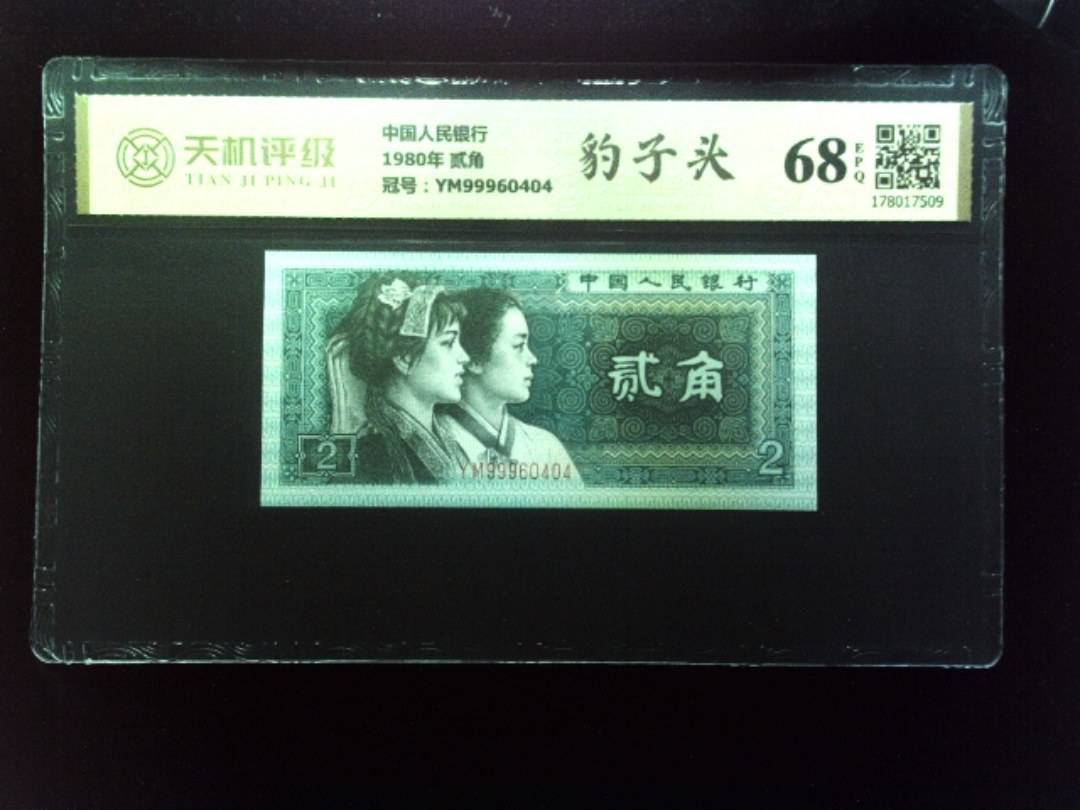 天机评级
TIAN JI PING JI
中国人民银行
1980年 贰角
冠号：YM99960404
豹子头
68
EPQ
178017509
中国人民银行
贰角
2
2
YM99960404